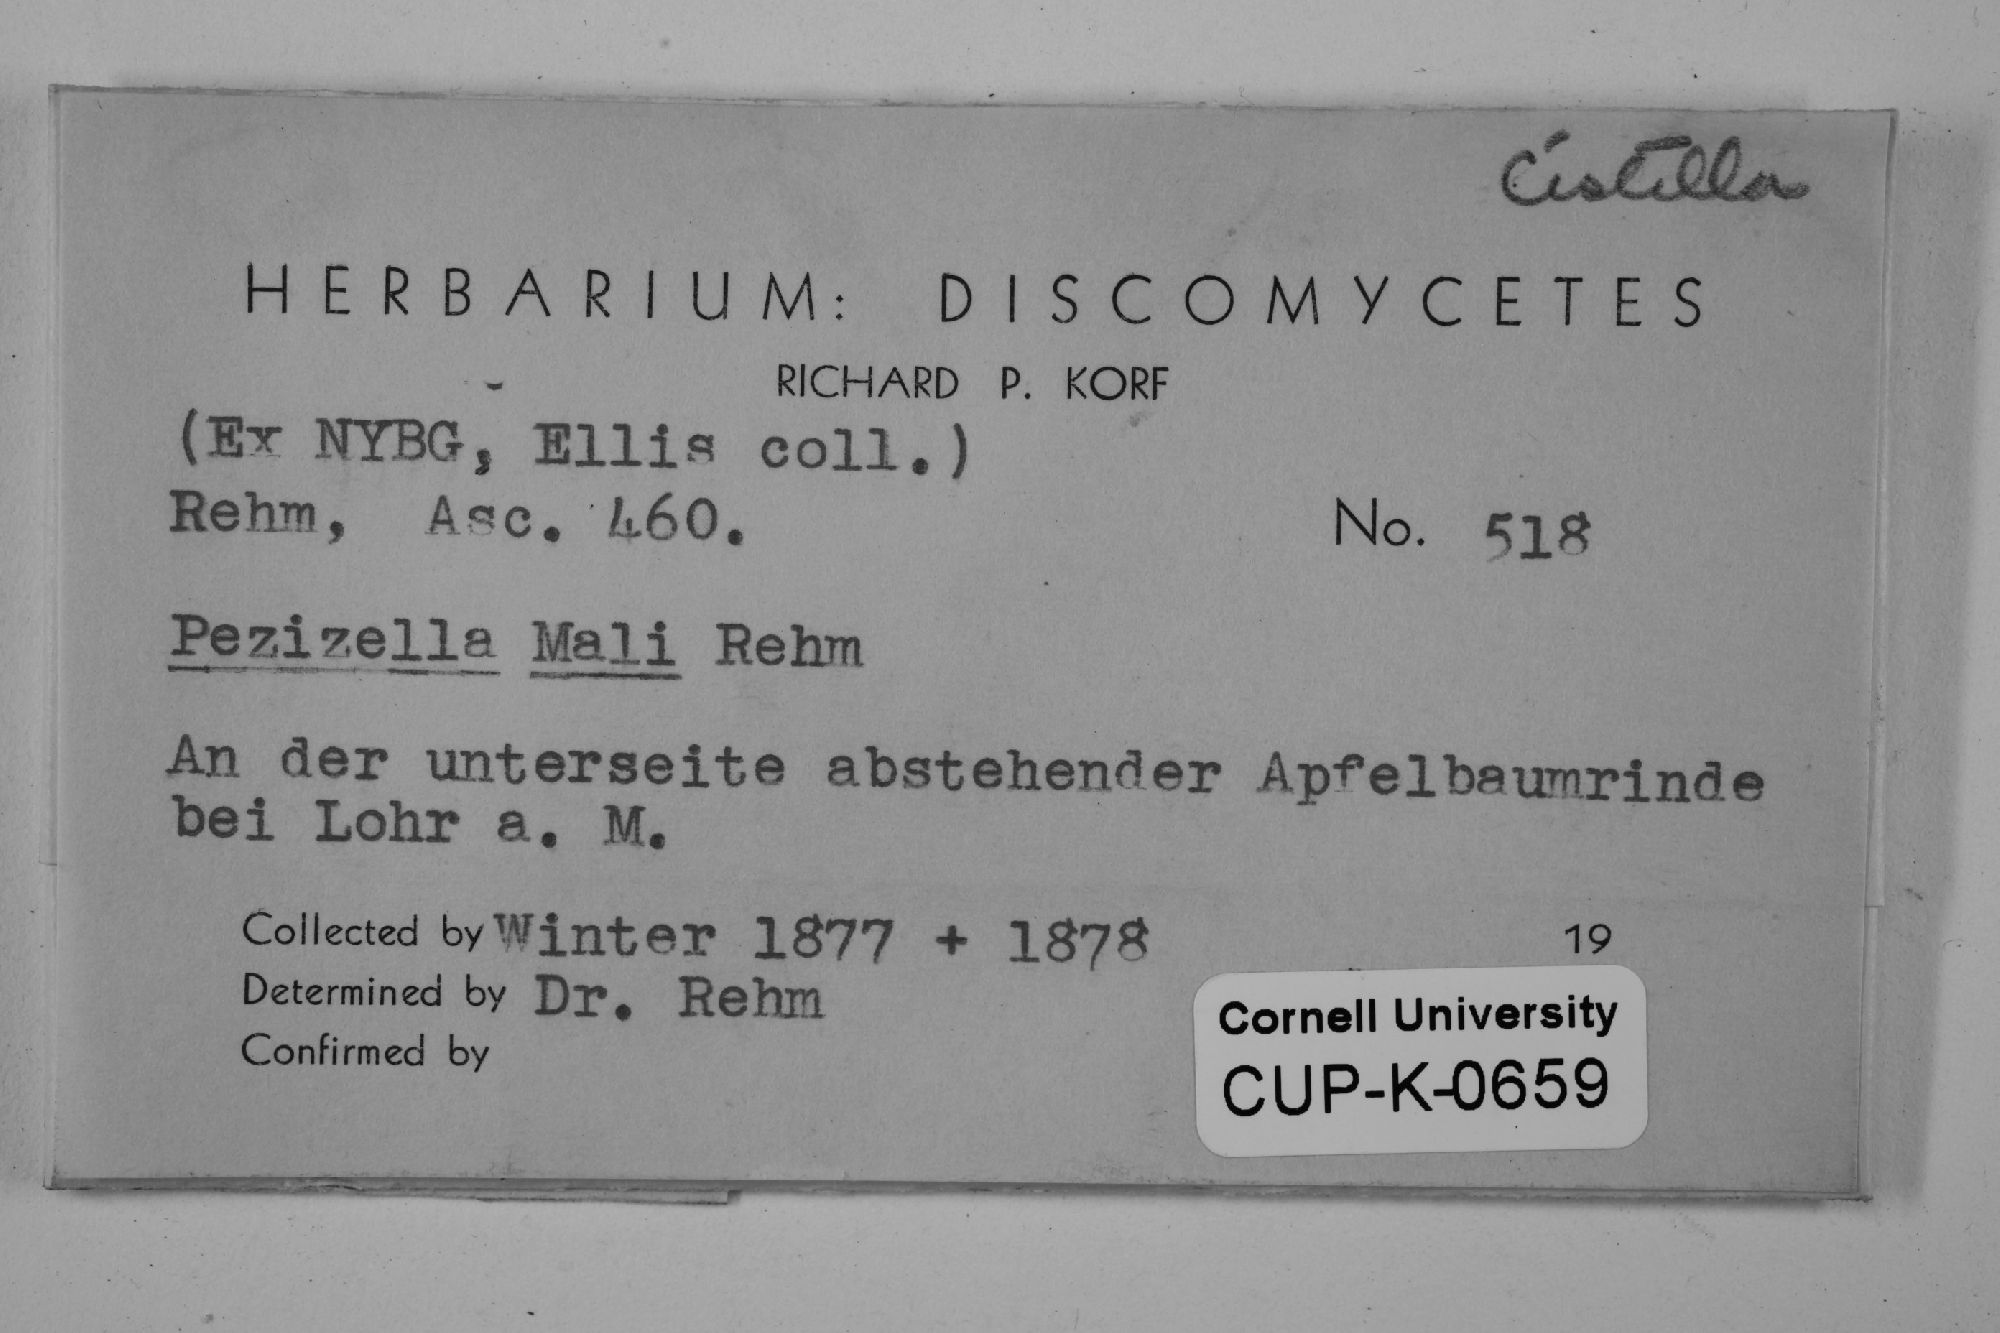 Cistella
HERBARIUM: DISCOMYCETES
RICHARD P. KORF
(Ex NYBG, Ellis coll.)
Rehm, Asc. 460.
No. 518
Pezizella Mali Rehm
An der unterseite abstehender Apfelbaumrinde
bei Lohr a. M.
Collected by Winter 1877 + 1878 19
Determined by Dr. Rehm
Confirmed by
Cornell University
CUP-K-0659